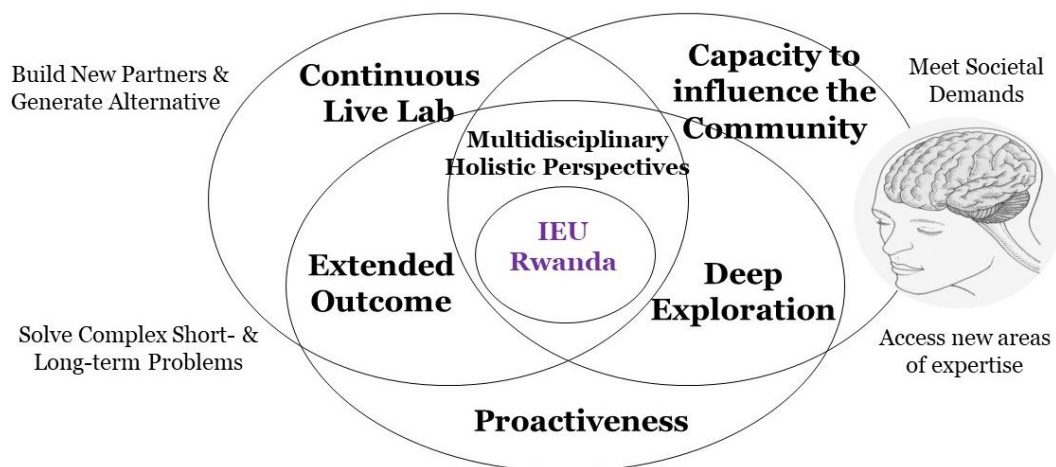 Build New Partners &
Generate Alternative
Continuous
Live Lab
Capacity to
influence the
Community
Meet Societal
Demands
Multidisciplinary
Holistic Perspectives
IEU
Rwanda
Extended
Outcome
Deep
Exploration
Solve Complex Short- &
Long-term Problems
Access new areas
of expertise
Proactiveness